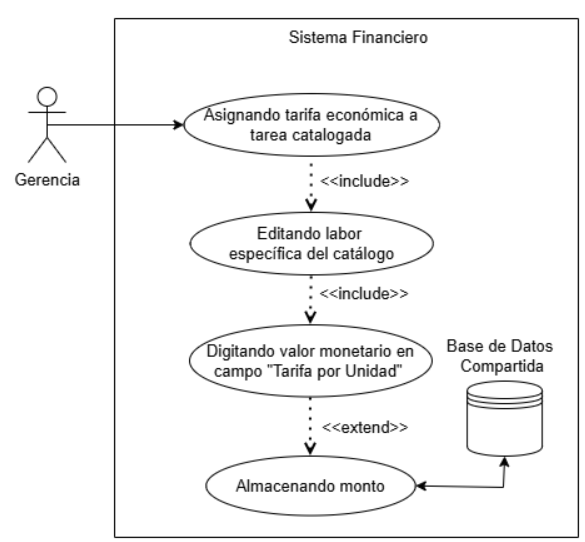 Sistema Financiero
Asignando tarifa económica a
tarea catalogada
Gerencia
<<include>>
Editando labor
específica del catálogo
<<include>>
Digitando valor monetario en
campo "Tarifa por Unidad"
Base de Datos
Compartida
<<extend>>
Almacenando monto